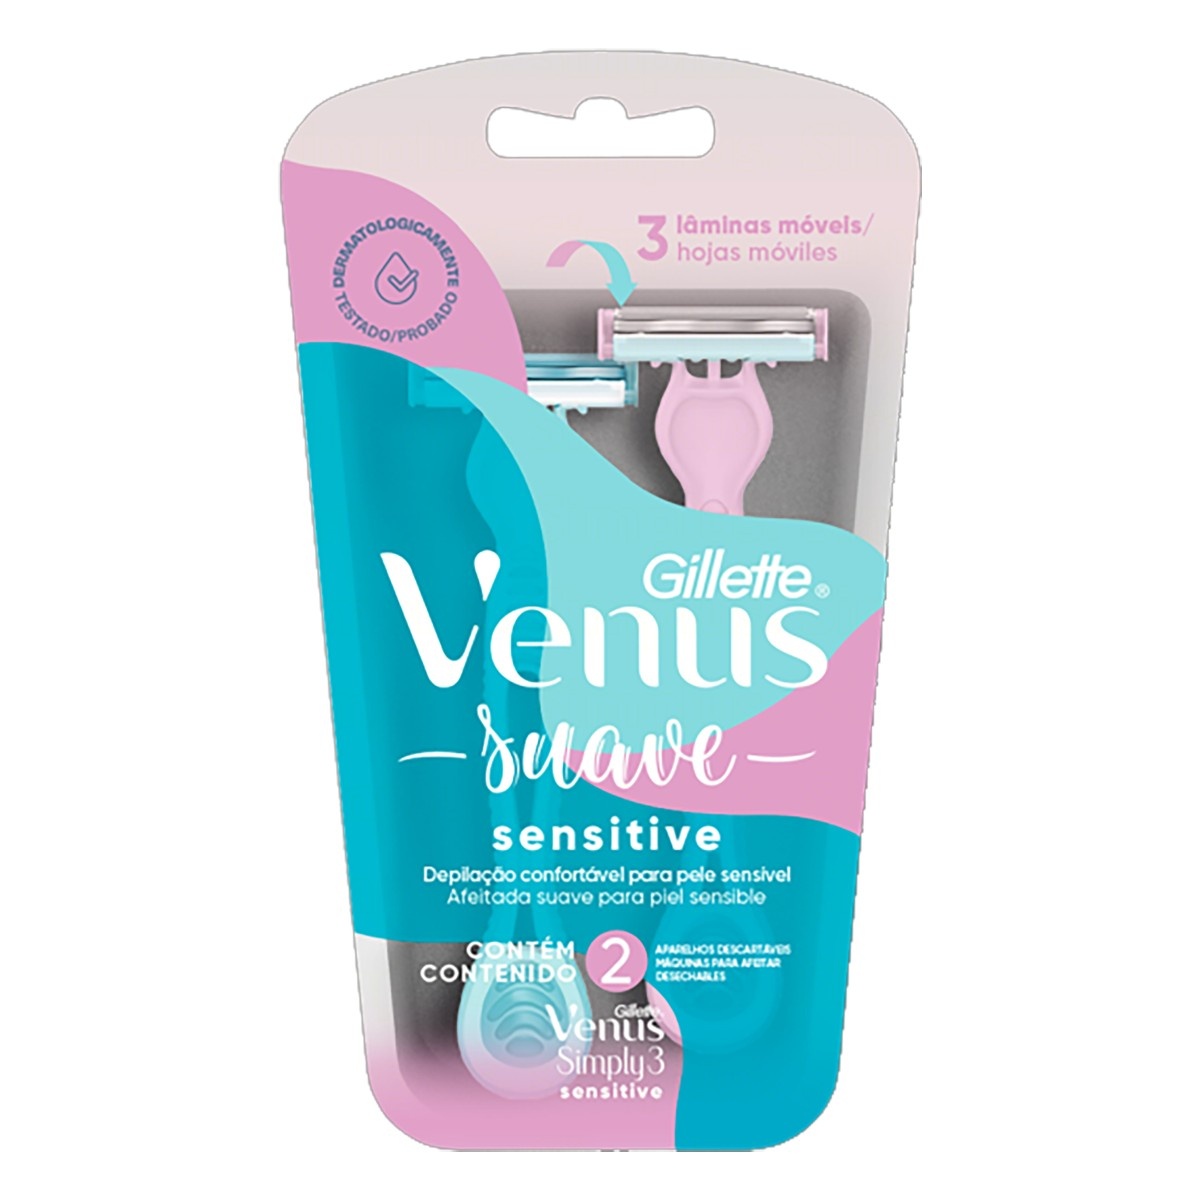 DERMATOLOGICAMENTE
TESTADO/PROBADO
3 lâminas móveis/
hojas móviles
Gillette®
Venus
suave
sensitive
Depilação confortável para pele sensivel
Afeitada suave para piel sensible
CONTÉM
CONTENIDO
2
APARELHOS DESCARTÁVEIS
MÁQUINAS PARA AFEITAR
DESECHABLES
Gillette
Venus
Simply3
sensitive